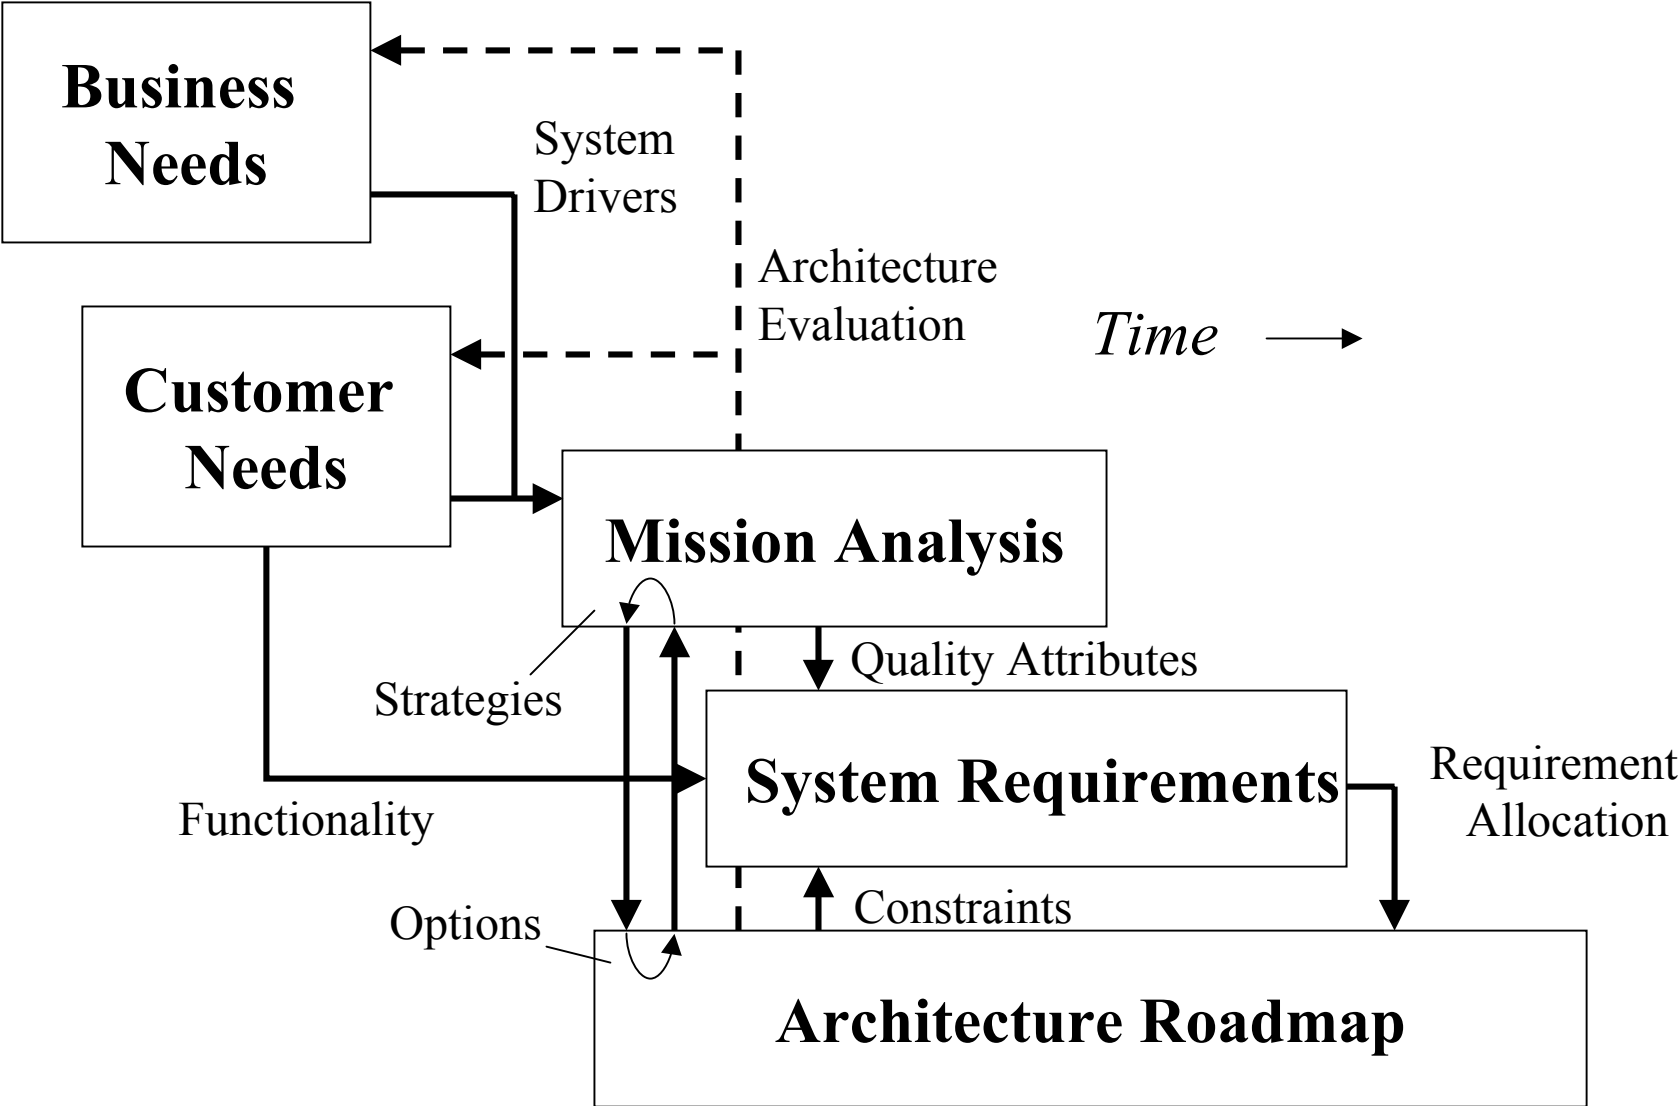 Business
Needs
System
Drivers
Architecture
Evaluation
Time
Customer
Needs
Mission Analysis
Quality Attributes
Strategies
System Requirements
Requirement
Allocation
Functionality
Constraints
Options
Architecture Roadmap